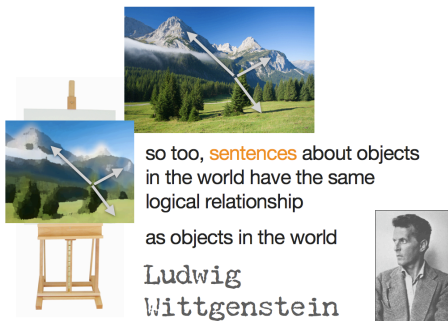 so too, sentences about objects
in the world have the same
logical relationship
as objects in the world
Ludwig
Wittgenstein